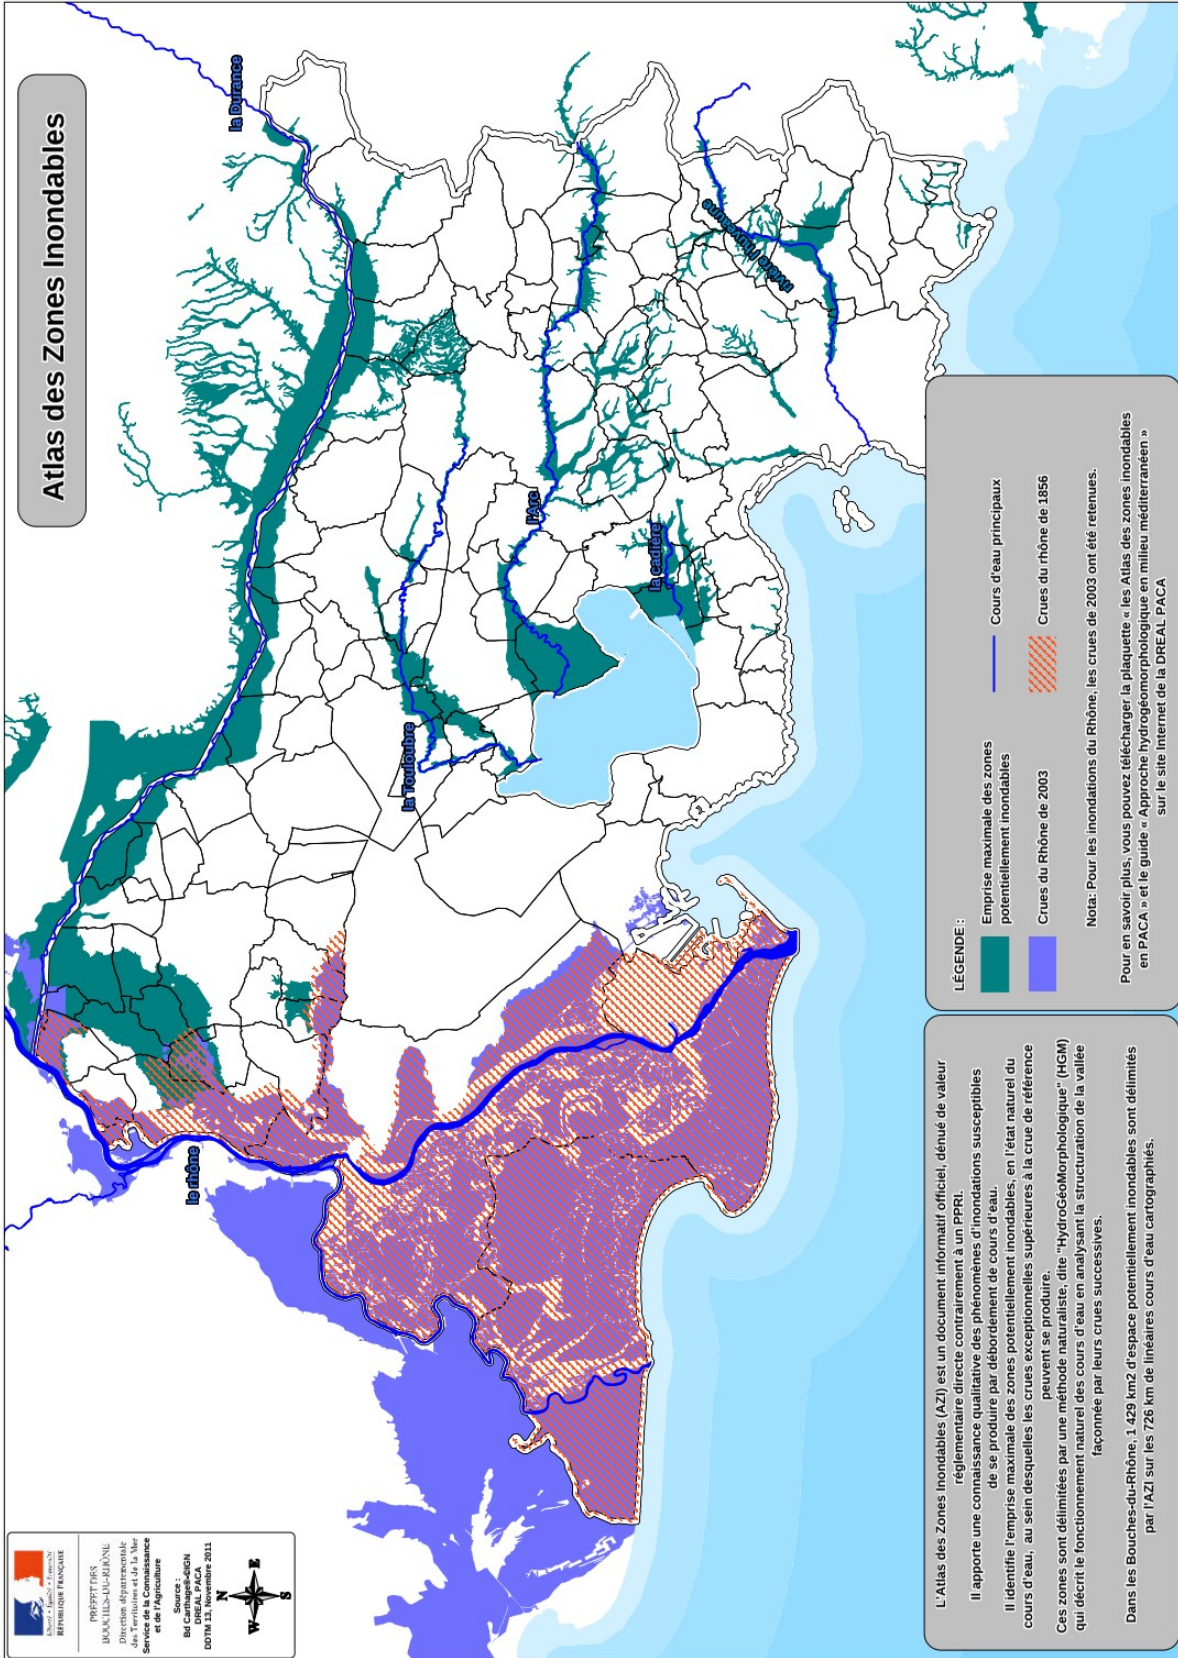 Atlas des Zones Inondables
Liberté • Égalité • Fraternité
RÉPUBLIQUE FRANÇAISE
PRÉFET DES
BOUCHES-DU-RHÔNE
Direction départementale
des Territoires et de la Mer
Service de la Connaissance
et de l'Agriculture
Source :
Bd Carthage®-©IGN
DREAL PACA
DDTM 13, Novembre 2011
N
W
E
S
le rhône
la Durance
la Touloubre
l'Arc
la cadière
rivière l'huveaune
L'Atlas des Zones Inondables (AZI) est un document informatif officiel, dénué de valeur
réglementaire directe contrairement à un PPRI.
Il apporte une connaissance qualitative des phénomènes d'inondations susceptibles
de se produire par débordement de cours d'eau.
Il identifie l'emprise maximale des zones potentiellement inondables, en l'état naturel du
cours d'eau, au sein desquelles les crues exceptionnelles supérieures à la crue de référence
peuvent se produire.
Ces zones sont délimitées par une méthode naturaliste, dite "HydroGéoMorphologique" (HGM)
qui décrit le fonctionnement naturel des cours d'eau en analysant la structuration de la vallée
façonnée par leurs crues successives.
Dans les Bouches-du-Rhône, 1 429 km2 d'espace potentiellement inondables sont délimités
par l'AZI sur les 726 km de linéaires cours d'eau cartographiés.
LÉGENDE :
Emprise maximale des zones
potentiellement inondables
Cours d'eau principaux
Crues du Rhône de 2003
Crues du rhône de 1856
Nota: Pour les inondations du Rhône, les crues de 2003 ont été retenues.
Pour en savoir plus, vous pouvez télécharger la plaquette « les Atlas des zones inondables
en PACA » et le guide « Approche hydrogéomorphologique en milieu méditerranéen »
sur le site Internet de la DREAL PACA